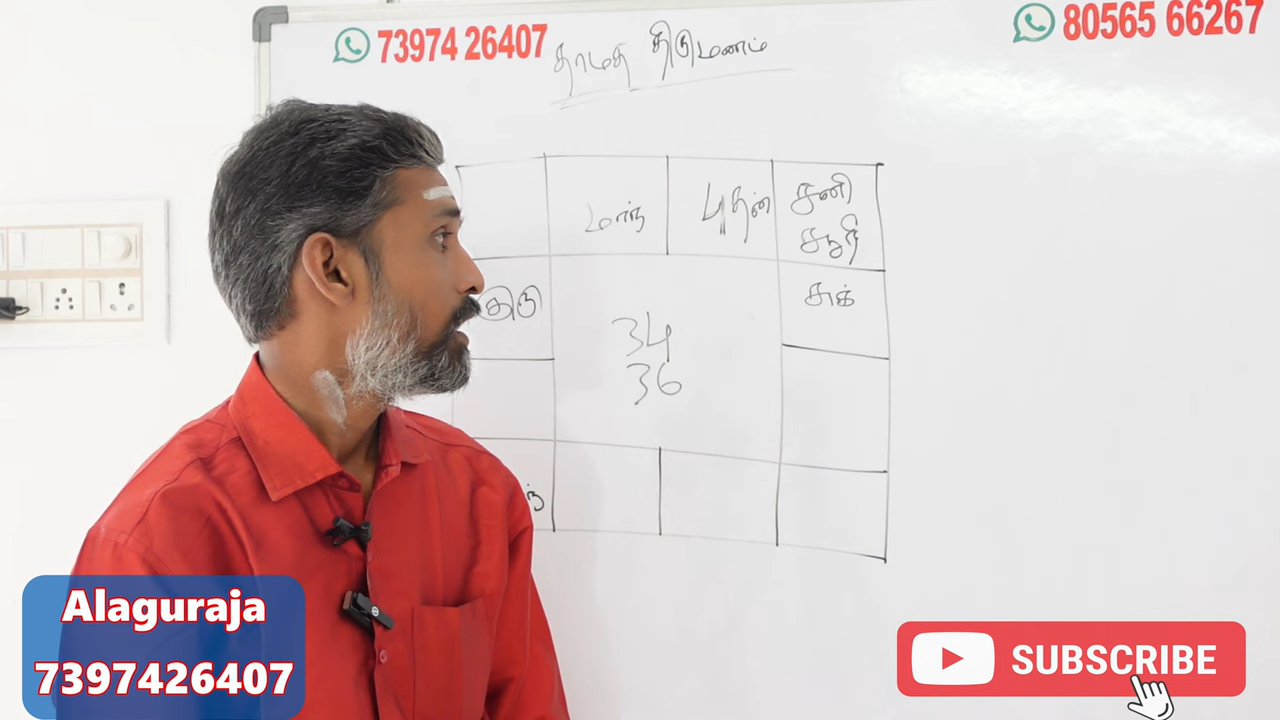 73974 26407
தாமத திருமணம்
80565 66267
மாந்
புதன்
சனி
சூரி
குரு
சுக்
34
36
ந்
Alaguraja
7397426407
SUBSCRIBE